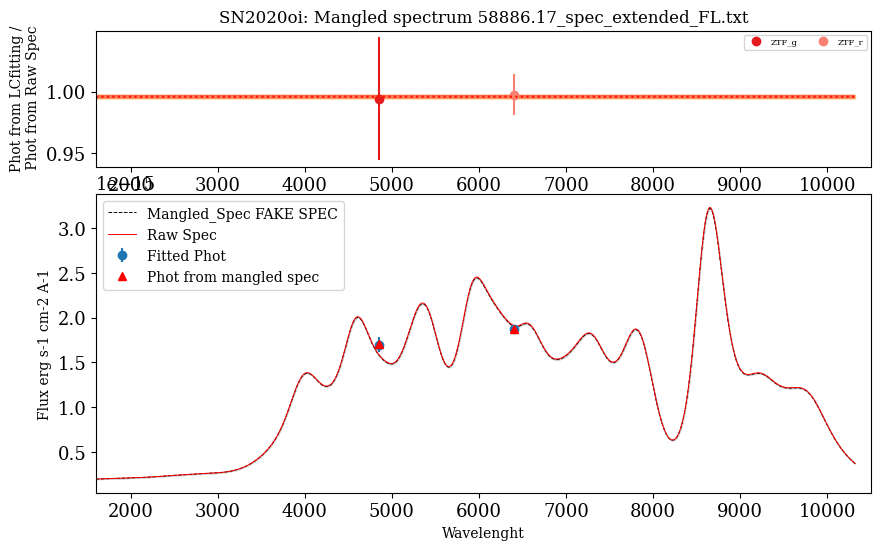 SN2020oi: Mangled spectrum 58886.17_spec_extended_FL.txt
Phot from LCfitting /
Phot from Raw Spec
1.00
0.95
ZTF_g ZTF_r
2000 3000 4000 5000 6000 7000 8000 9000 10000
1e−15
Flux erg s-1 cm-2 A-1
3.0
2.5
2.0
1.5
1.0
0.5
Mangled_Spec FAKE SPEC
Raw Spec
Fitted Phot
Phot from mangled spec
2000 3000 4000 5000 6000 7000 8000 9000 10000
Wavelenght